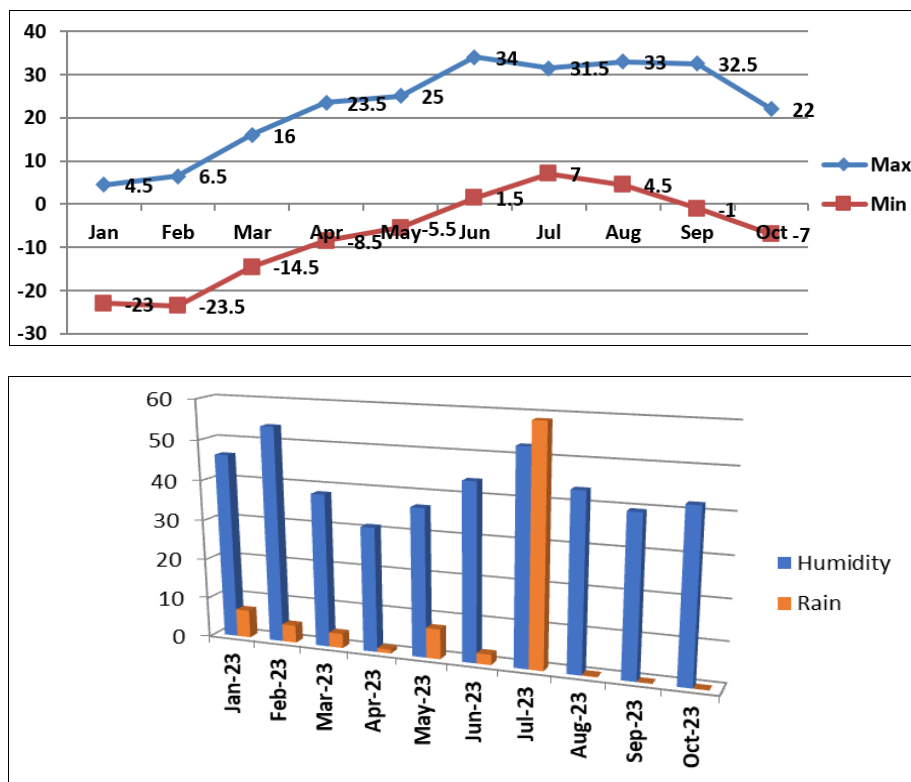 40
30
20
10
0
-10
-20
-30
4.5
6.5
16
23.5
25
34
31.5
33
32.5
22
-23
-23.5
-14.5
-8.5
-5.5
1.5
7
4.5
-1
-7
Jan Feb Mar Apr May Jun Jul Aug Sep Oct
Max
Min
60
50
40
30
20
10
0
Jan-23
Feb-23
Mar-23
Apr-23
May-23
Jun-23
Jul-23
Aug-23
Sep-23
Oct-23
Humidity
Rain